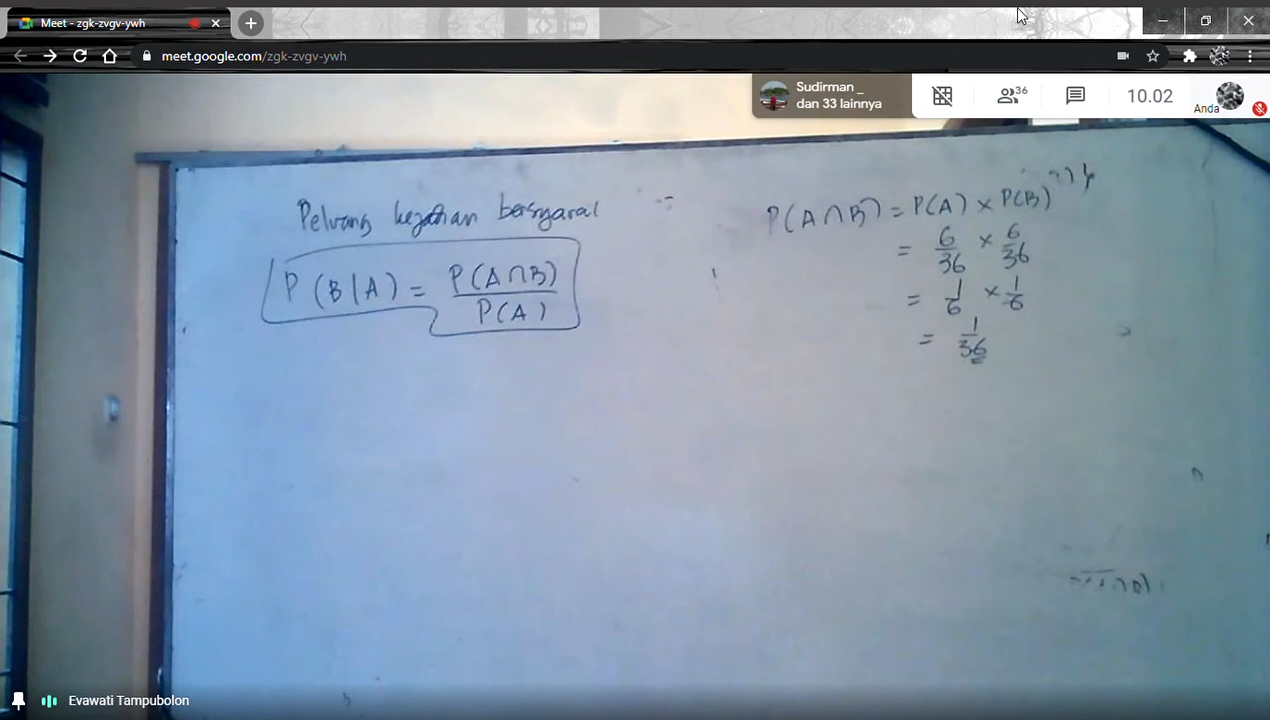 Meet - zgk-zvgv-ywh
meet.google.com/zgk-zvgv-ywh
Sudirman _
dan 33 lainnya
36
10.02
Anda
Peluang kejadian bersyarat
P(B|A) = P(A∩B) / P(A)
P(A∩B) = P(A) × P(B)
= 6/36 × 6/36
= 1/6 × 1/6
= 1/36
Evawati Tampubolon